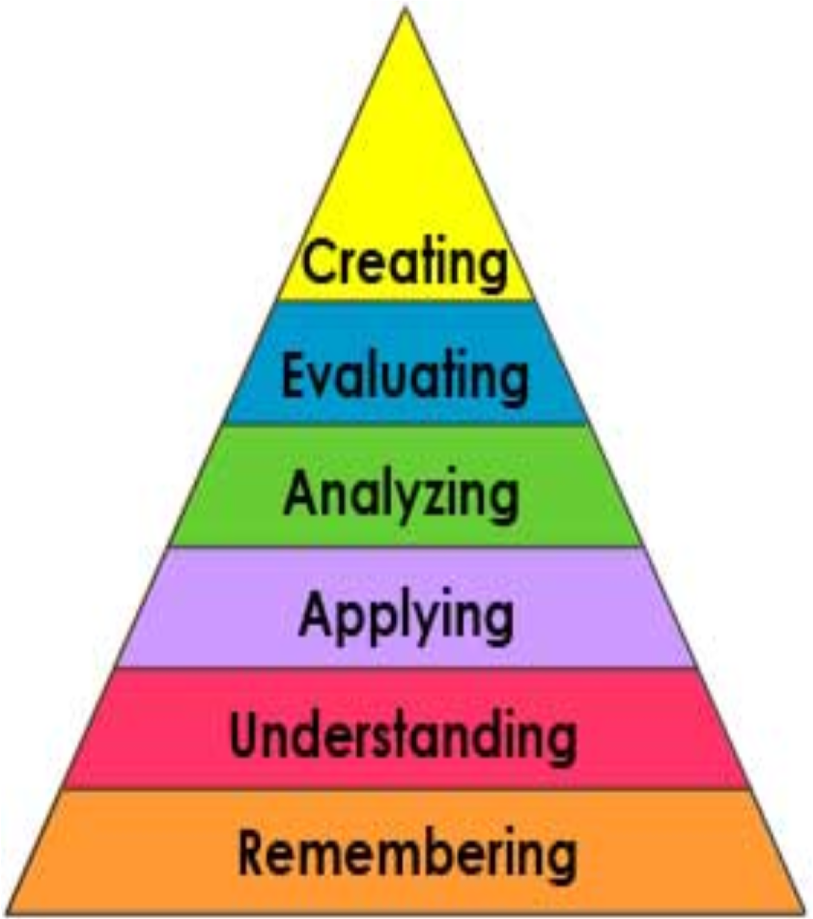 Creating
Evaluating
Analyzing
Applying
Understanding
Remembering